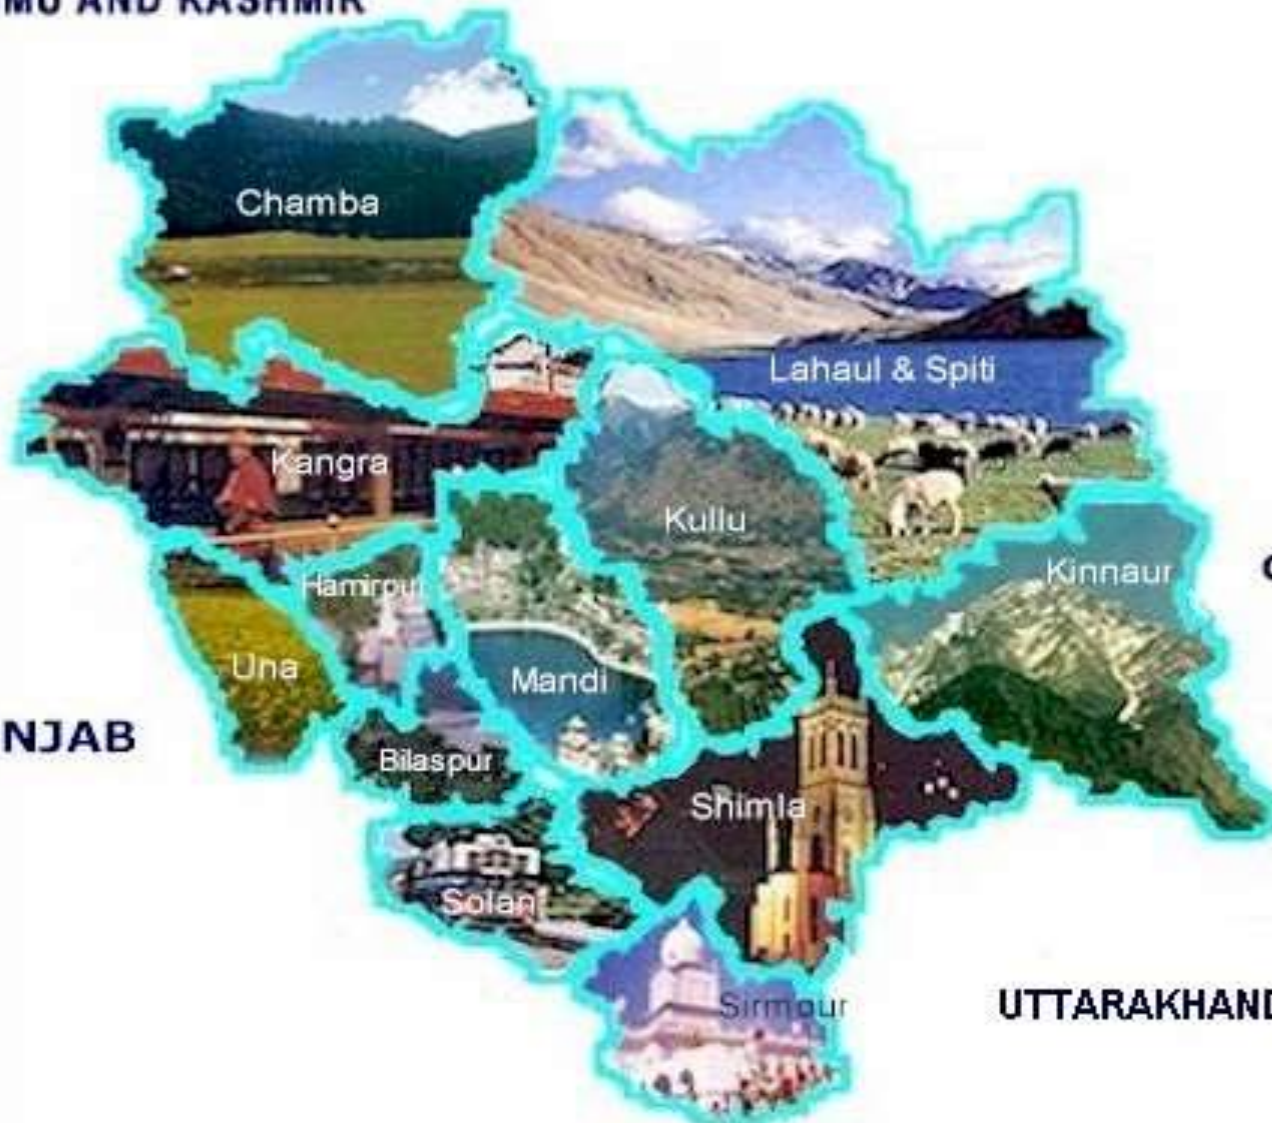 MU AND KASHMIR
Chamba
Lahaul & Spiti
Kangra
Kullu
Kinnaur
Hamirpur
Una
Mandi
NJAB
Bilaspur
Shimla
Solan
Sirmour
UTTARAKHAND